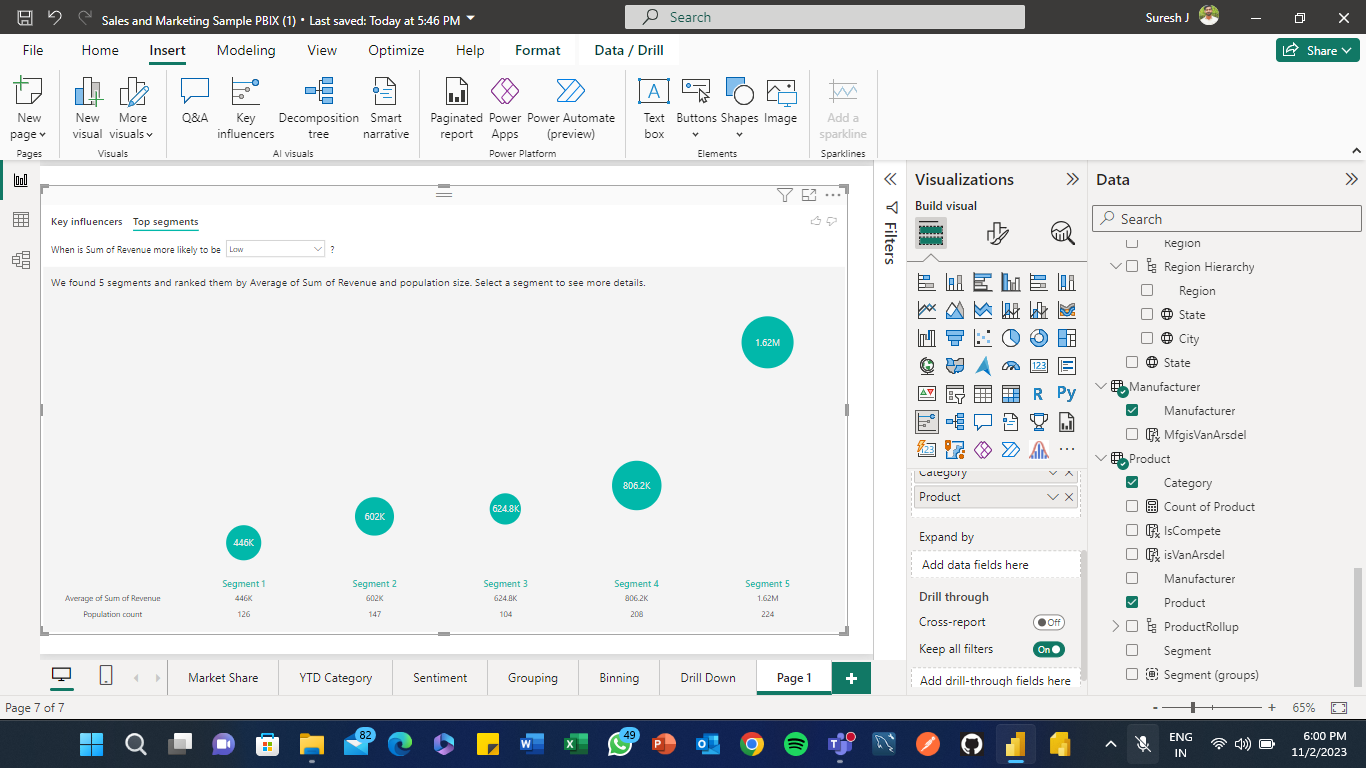 Sales and Marketing Sample PBIX (1) • Last saved: Today at 5:46 PM
Search
Suresh J
File
Home
Insert
Modeling
View
Optimize
Help
Format
Data / Drill
Share
New page
New visual
More visuals
Q&A
Key influencers
Decomposition tree
Smart narrative
Paginated report
Power Apps
Power Automate (preview)
Text box
Buttons
Shapes
Image
Add a sparkline
Pages
Visuals
AI visuals
Power Platform
Elements
Sparklines
Key influencers
Top segments
When is Sum of Revenue more likely to be
Low
?
We found 5 segments and ranked them by Average of Sum of Revenue and population size. Select a segment to see more details.
1.62M
806.2K
624.8K
602K
446K
Segment 1
Segment 2
Segment 3
Segment 4
Segment 5
Average of Sum of Revenue
446K
602K
624.8K
806.2K
1.62M
Population count
126
147
104
208
224
Filters
Visualizations
Build visual
123
R
Py
123
Category
Product
Expand by
Add data fields here
Drill through
Cross-report
Off
Keep all filters
On
Add drill-through fields here
Data
Search
Region
Region Hierarchy
Region
State
City
State
Manufacturer
Manufacturer
MfgisVanArsdel
Product
Category
Count of Product
IsCompete
isVanArsdel
Manufacturer
Product
ProductRollup
Segment
Segment (groups)
Market Share
YTD Category
Sentiment
Grouping
Binning
Drill Down
Page 1
+
Page 7 of 7
-
+
65%
82
49
ENG
IN
6:00 PM
11/2/2023